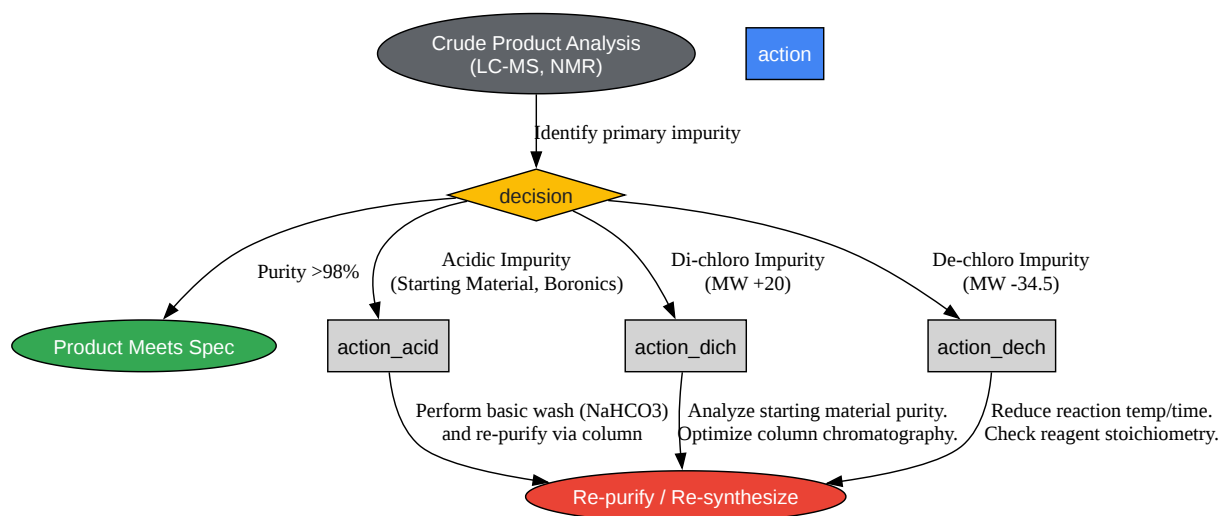 Crude Product Analysis
(LC-MS, NMR)
action
Identify primary impurity
decision
Purity >98%
Acidic Impurity
(Starting Material, Boronics)
Di-chloro Impurity
(MW +20)
De-chloro Impurity
(MW -34.5)
Product Meets Spec
action_acid
action_dich
action_dech
Perform basic wash (NaHCO3)
and re-purify via column
Analyze starting material purity.
Optimize column chromatography.
Reduce reaction temp/time.
Check reagent stoichiometry.
Re-purify / Re-synthesize